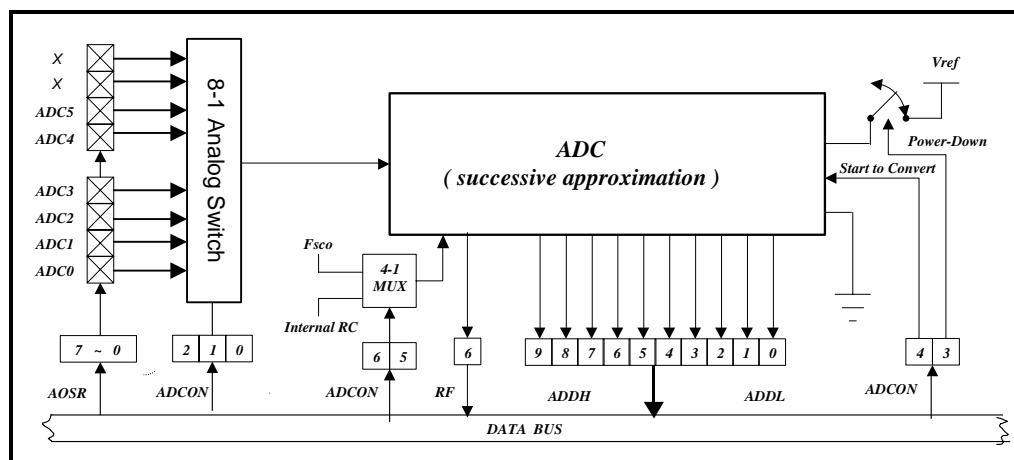 X
X
ADC5
ADC4
ADC3
ADC2
ADC1
ADC0
8-1 Analog Switch
ADC
( successive approximation )
Vref
Power-Down
Start to Convert
Fsco
4-1
MUX
Internal RC
7 ~ 0
2 1 0
6 5
6
9 8 7 6 5 4 3 2 1 0
4 3
AOSR
ADCON
ADCON
RF
ADDH
ADDL
ADCON
DATA BUS